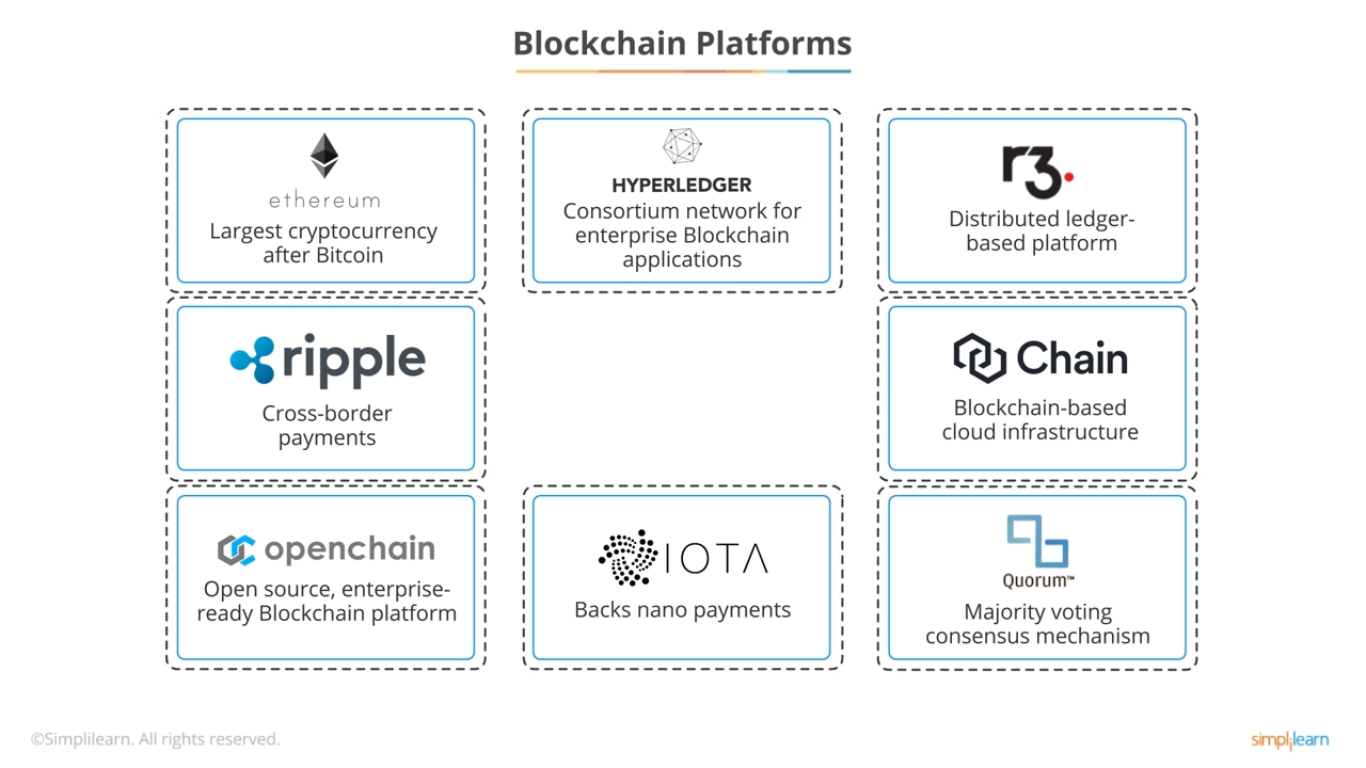 Blockchain Platforms
ethereum
Largest cryptocurrency
after Bitcoin
HYPERLEDGER
Consortium network for
enterprise Blockchain
applications
r3.
Distributed ledger-
based platform
ripple
Cross-border
payments
Chain
Blockchain-based
cloud infrastructure
openchain
Open source, enterprise-
ready Blockchain platform
IOTA
Backs nano payments
Quorum™
Majority voting
consensus mechanism
©Simplilearn. All rights reserved.
simplilearn